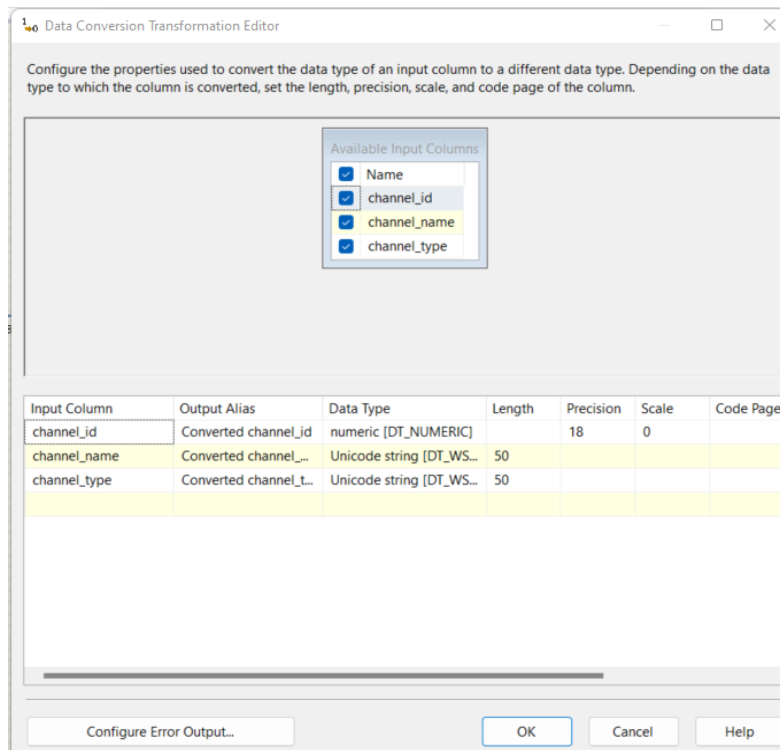 Data Conversion Transformation Editor
Configure the properties used to convert the data type of an input column to a different data type. Depending on the data
type to which the column is converted, set the length, precision, scale, and code page of the column.
Available Input Columns
Name
channel_id
channel_name
channel_type
Input Column Output Alias Data Type Length Precision Scale Code Page
channel_id Converted channel_id numeric [DT_NUMERIC] 18 0
channel_name Converted channel_... Unicode string [DT_WS... 50
channel_type Converted channel_t... Unicode string [DT_WS... 50
Configure Error Output... OK Cancel Help